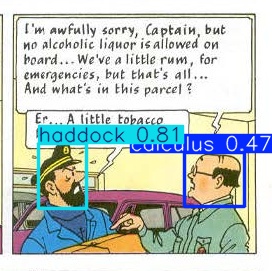 I'm awfully sorry, Captain, but
no alcoholic liquor is allowed on
board... We've a little rum, for
emergencies, but that's all...
And what's in this parcel?
Er... A little tobacco
haddock 0.81
calculus 0.47